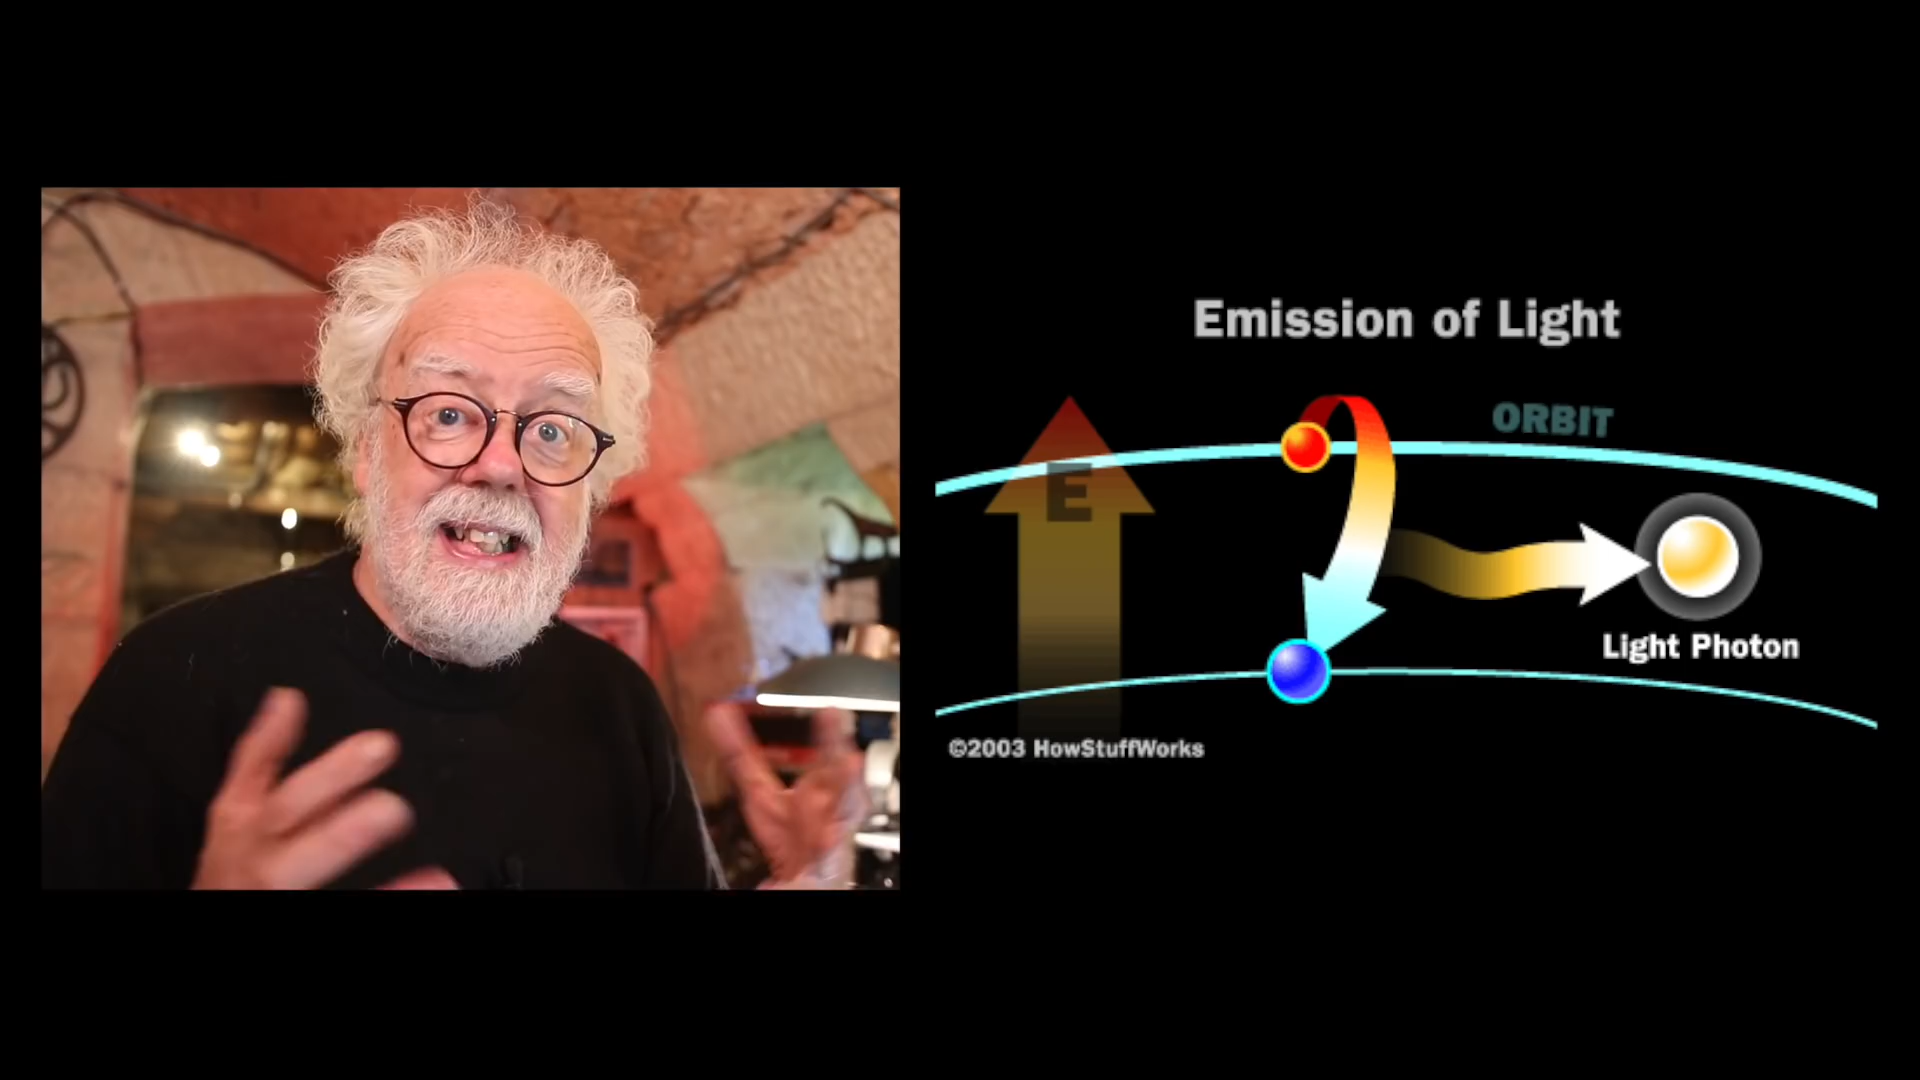 Emission of Light
ORBIT
E
Light Photon
©2003 HowStuffWorks